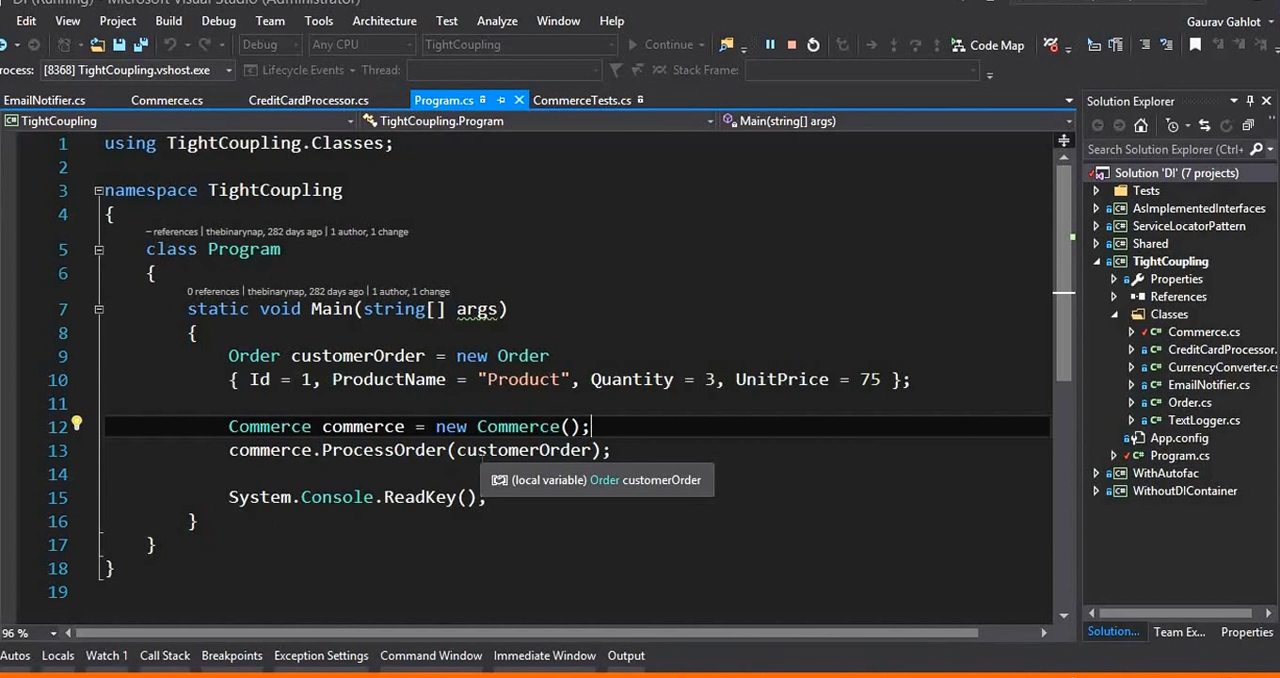 DI (Running) - Microsoft Visual Studio (Administrator)
Edit View Project Build Debug Team Tools Architecture Test Analyze Window Help
Gaurav Gahlot
Debug Any CPU TightCoupling Continue Code Map
rocess: [8368] TightCoupling.vshost.exe Lifecycle Events Thread: Stack Frame:
EmailNotifier.cs Commerce.cs CreditCardProcessor.cs Program.cs CommerceTests.cs
TightCoupling TightCoupling.Program Main(string[] args)
1 using TightCoupling.Classes;
2
3 namespace TightCoupling
4 {
– references | thebinarynap, 282 days ago | 1 author, 1 change
5 class Program
6 {
0 references | thebinarynap, 282 days ago | 1 author, 1 change
7 static void Main(string[] args)
8 {
9 Order customerOrder = new Order
10 { Id = 1, ProductName = "Product", Quantity = 3, UnitPrice = 75 };
11
12 Commerce commerce = new Commerce();
13 commerce.ProcessOrder(customerOrder);
(local variable) Order customerOrder
14
15 System.Console.ReadKey();
16 }
17 }
18 }
19
96 %
Autos Locals Watch 1 Call Stack Breakpoints Exception Settings Command Window Immediate Window Output
Solution Explorer
Search Solution Explorer (Ctrl+
Solution 'DI' (7 projects)
Tests
AsImplementedInterfaces
ServiceLocatorPattern
Shared
TightCoupling
Properties
References
Classes
Commerce.cs
CreditCardProcessor.
CurrencyConverter.cs
EmailNotifier.cs
Order.cs
TextLogger.cs
App.config
Program.cs
WithAutofac
WithoutDIContainer
Solution... Team Ex... Properties